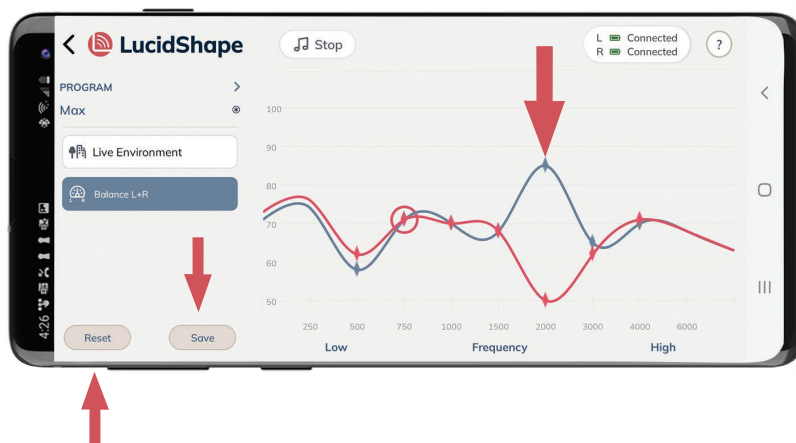 LucidShape
Stop
L Connected
R Connected
?
PROGRAM
Max
Live Environment
L R
Balance L+R
Reset
Save
100
90
80
70
60
50
250 500 750 1000 1500 2000 3000 4000 6000
Low Frequency High
4:26